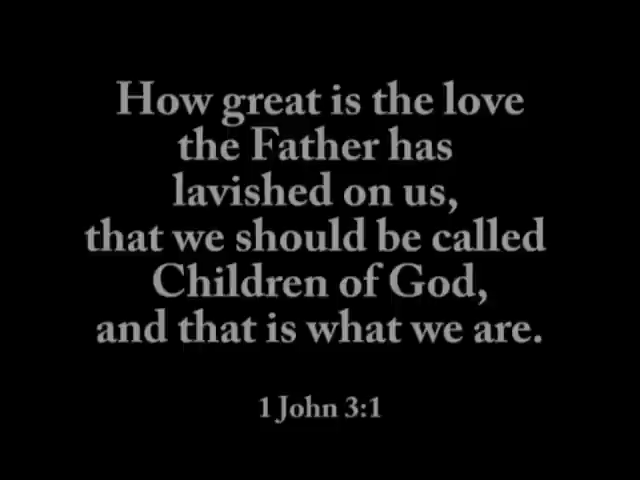 How great is the love
the Father has
lavished on us,
that we should be called
Children of God,
and that is what we are.
1 John 3:1